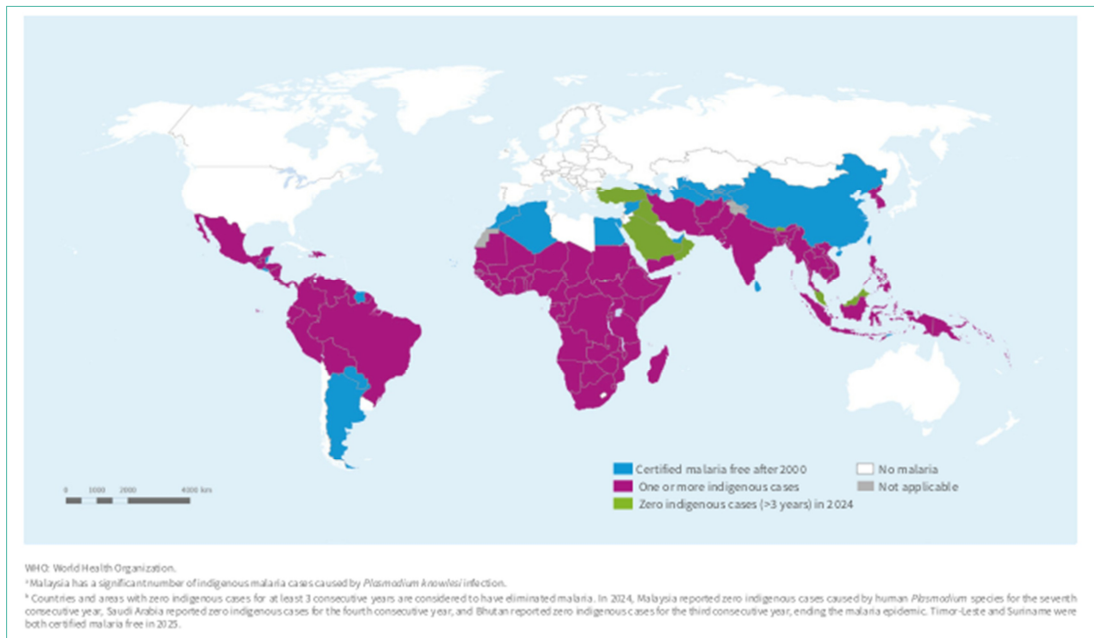 Certified malaria free after 2000
One or more indigenous cases
Zero indigenous cases (>3 years) in 2024
No malaria
Not applicable
0 1000 2000 4000 km
WHO: World Health Organization.
ᵃ Malaysia has a significant number of indigenous malaria cases caused by Plasmodium knowlesi infection.
ᵇ Countries and areas with zero indigenous cases for at least 3 consecutive years are considered to have eliminated malaria. In 2024, Malaysia reported zero indigenous cases caused by human Plasmodium species for the seventh
consecutive year, Saudi Arabia reported zero indigenous cases for the fourth consecutive year, and Bhutan reported zero indigenous cases for the third consecutive year, ending the malaria epidemic. Timor-Leste and Suriname were
both certified malaria free in 2025.